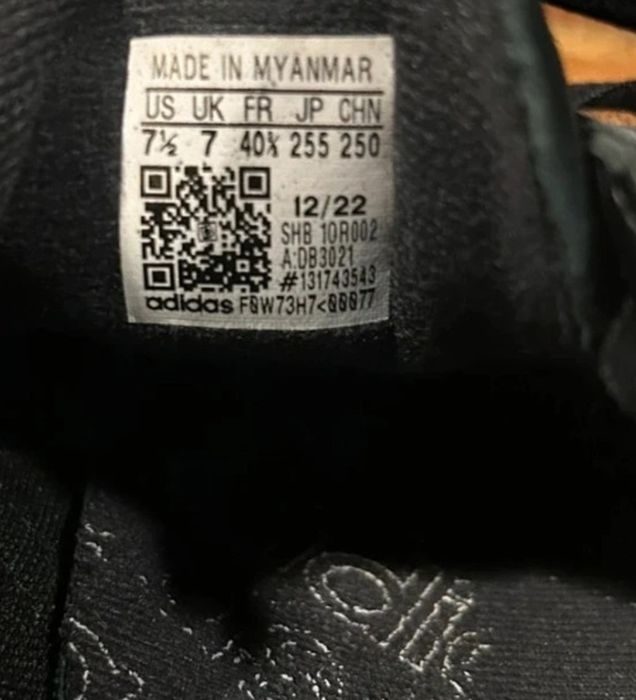 MADE IN MYANMAR
US UK FR JP CHN
7½ 7 40⅔ 255 250
12/22
SHB 10R002
A:DB3021
#131743543
adidas F0W73H7<00077